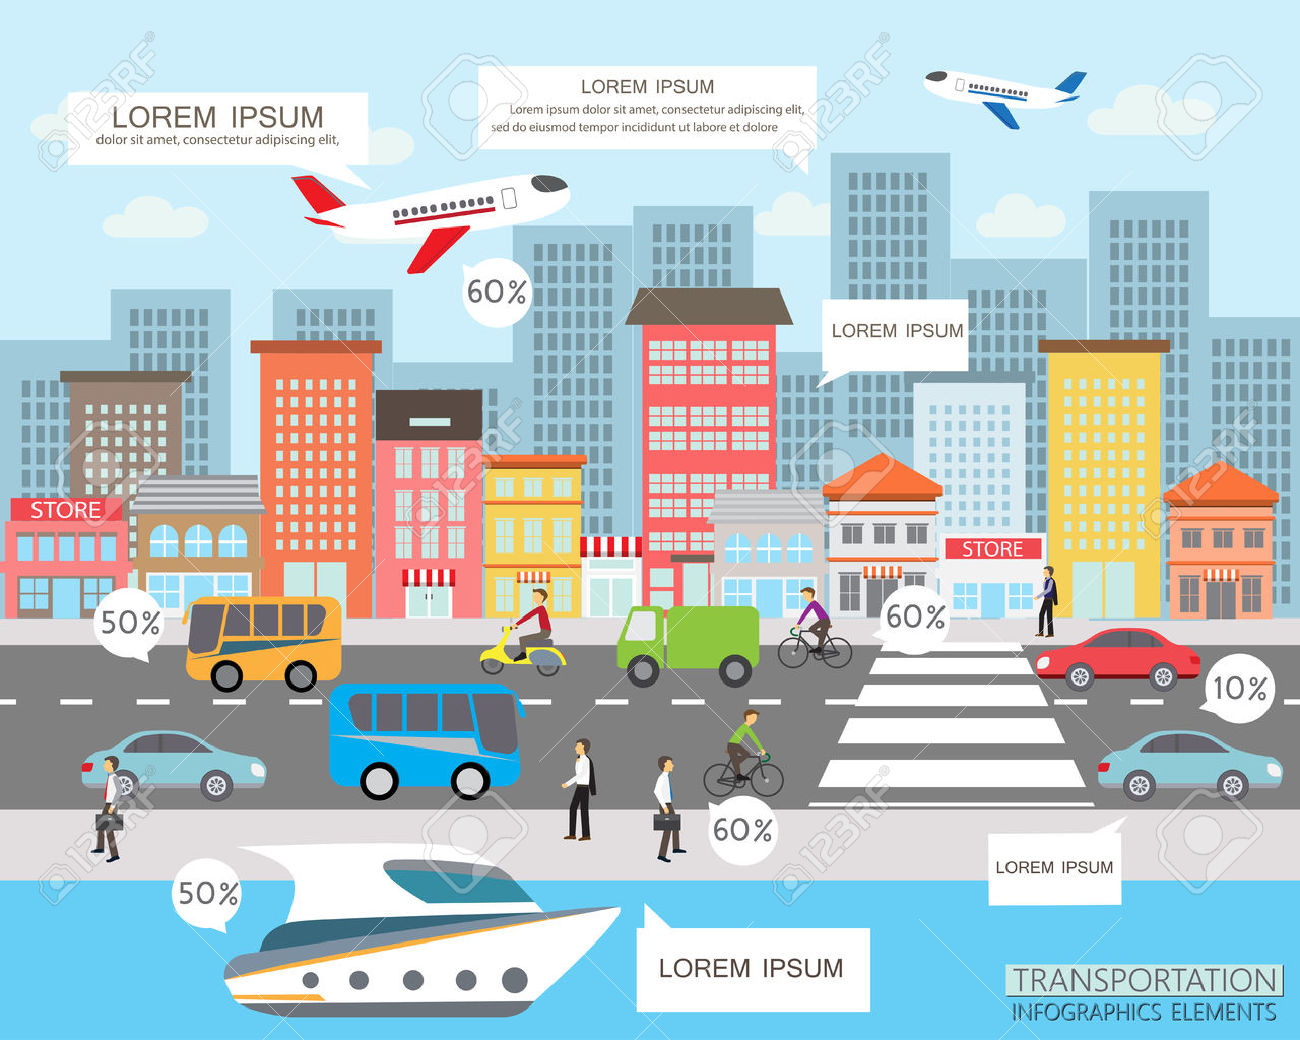 LOREM IPSUM
dolor sit amet, consectetur adipiscing elit,
LOREM IPSUM
Lorem ipsum dolor sit amet, consectetur adipiscing elit,
sed do eiusmod tempor incididunt ut labore et dolore
60%
LOREM IPSUM
STORE
STORE
50%
60%
10%
60%
50%
LOREM IPSUM
LOREM IPSUM
TRANSPORTATION
INFOGRAPHICS ELEMENTS
123RF